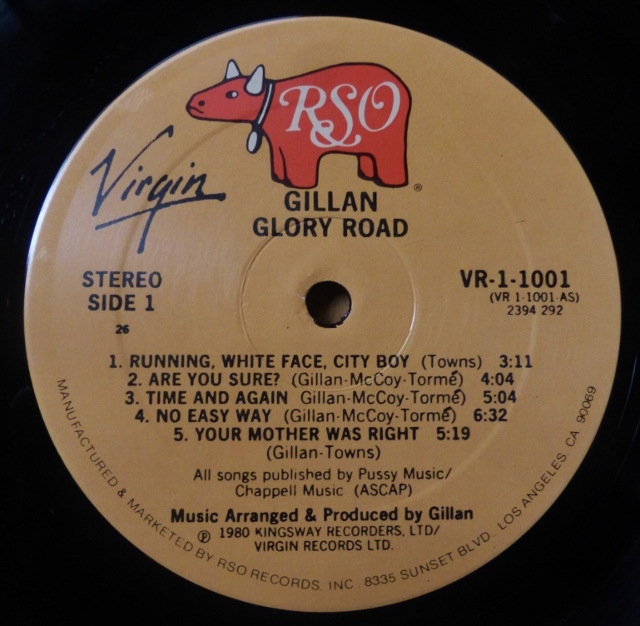 RSO
®
Virgin
GILLAN
GLORY ROAD
STEREO
SIDE 1
26
VR-1-1001
(VR 1-1001-AS)
2394 292
1. RUNNING, WHITE FACE, CITY BOY (Towns) 3:11
2. ARE YOU SURE? (Gillan-McCoy-Tormé) 4:04
3. TIME AND AGAIN Gillan-McCoy-Tormé) 5:04
4. NO EASY WAY (Gillan-McCoy-Tormé) 6:32
5. YOUR MOTHER WAS RIGHT 5:19
(Gillan-Towns)
All songs published by Pussy Music/
Chappell Music (ASCAP)
Music Arranged & Produced by Gillan
℗ 1980 KINGSWAY RECORDERS, LTD/
VIRGIN RECORDS LTD.
MANUFACTURED & MARKETED BY RSO RECORDS, INC. 8335 SUNSET BLVD. LOS ANGELES, CA 90069